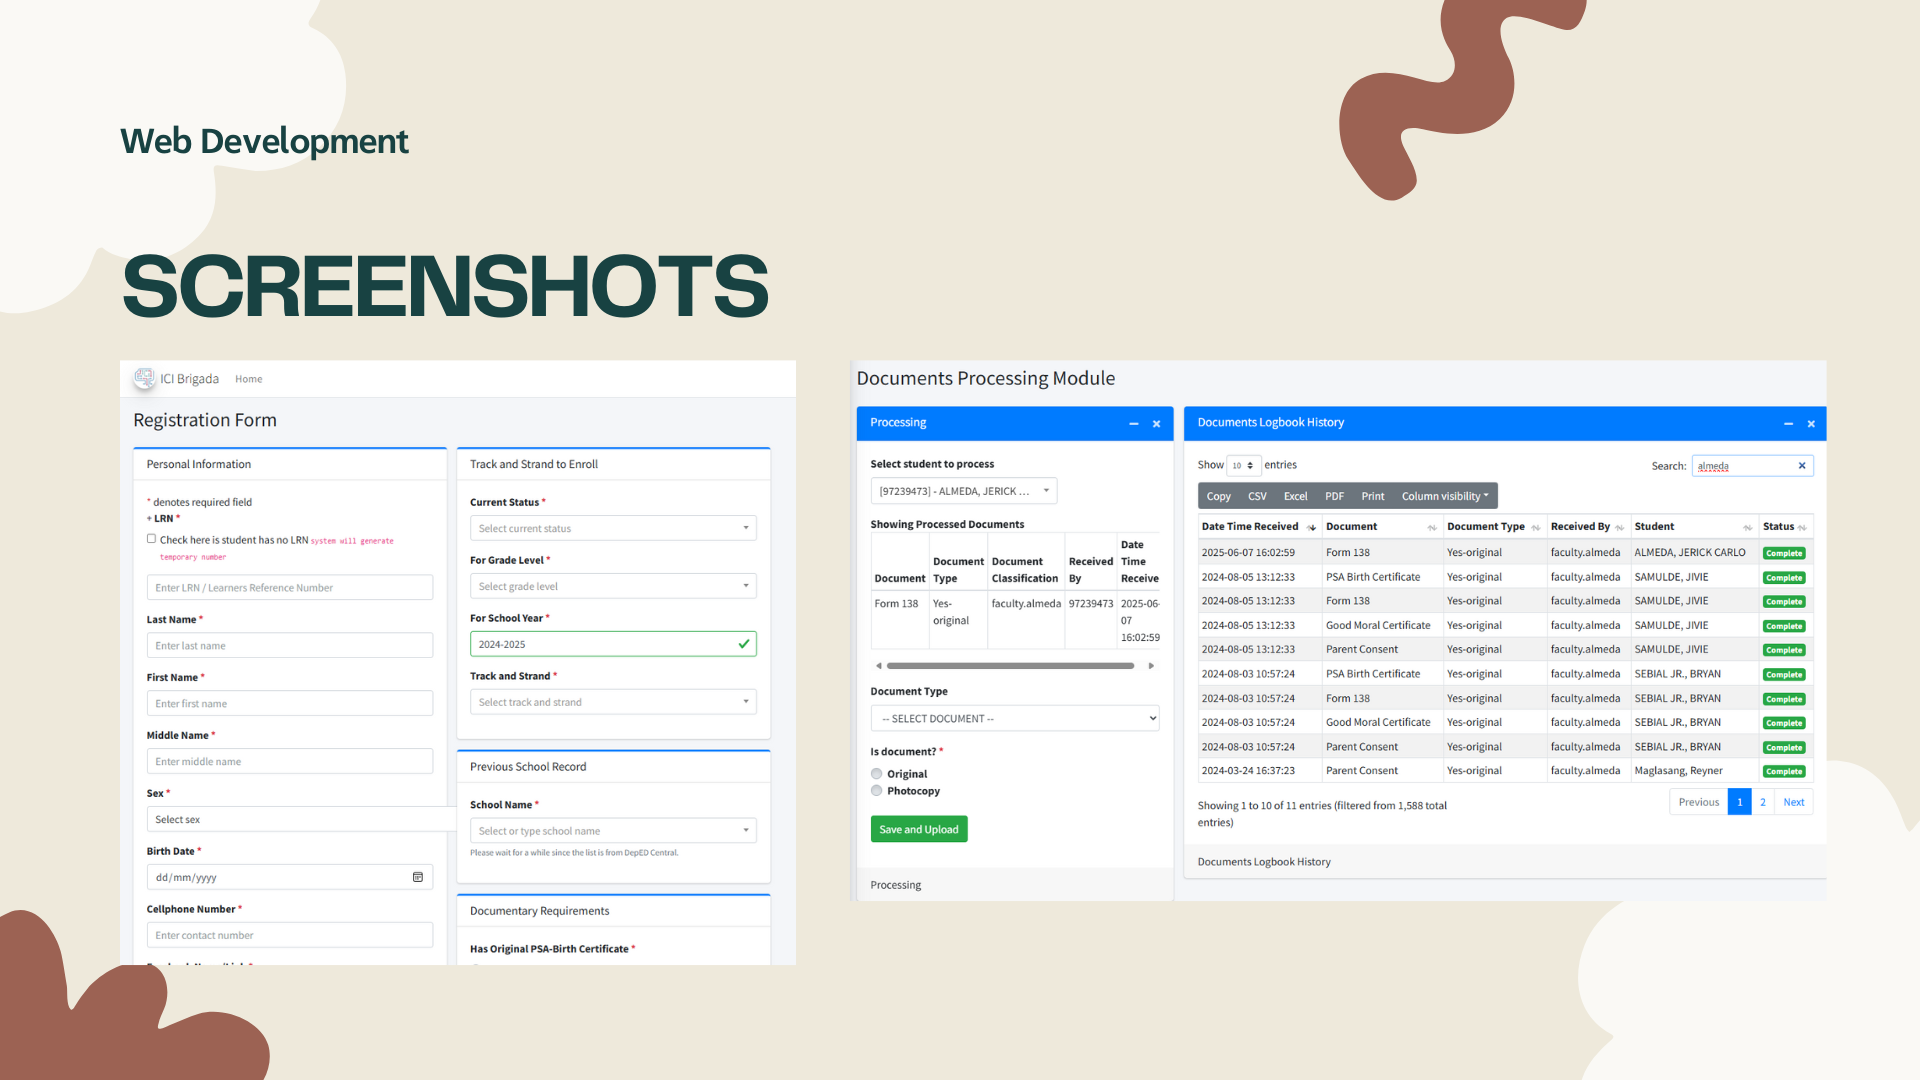 Web Development
SCREENSHOTS
ICI Brigada Home
Registration Form
Personal Information
* denotes required field
+ LRN *
Check here is student has no LRN system will generate
temporary number
Enter LRN / Learners Reference Number
Last Name *
Enter last name
First Name *
Enter first name
Middle Name *
Enter middle name
Sex *
Select sex
Birth Date *
dd/mm/yyyy
Cellphone Number *
Enter contact number
Track and Strand to Enroll
Current Status *
Select current status
For Grade Level *
Select grade level
For School Year *
2024-2025
Track and Strand *
Select track and strand
Previous School Record
School Name *
Select or type school name
Please wait for a while since the list is from DepED Central.
Documentary Requirements
Has Original PSA-Birth Certificate *
Documents Processing Module
Processing
Select student to process
[97239473] - ALMEDA, JERICK ...
Showing Processed Documents
Document Document Type Document Classification Received By Date Time Receive
Form 138 Yes-original faculty.almeda 97239473 2025-06-07 16:02:59
Document Type
-- SELECT DOCUMENT --
Is document? *
Original
Photocopy
Save and Upload
Processing
Documents Logbook History
Show 10 entries
Search: almeda
Copy CSV Excel PDF Print Column visibility
Date Time Received Document Document Type Received By Student Status
2025-06-07 16:02:59 Form 138 Yes-original faculty.almeda ALMEDA, JERICK CARLO Complete
2024-08-05 13:12:33 PSA Birth Certificate Yes-original faculty.almeda SAMULDE, JIVIE Complete
2024-08-05 13:12:33 Form 138 Yes-original faculty.almeda SAMULDE, JIVIE Complete
2024-08-05 13:12:33 Good Moral Certificate Yes-original faculty.almeda SAMULDE, JIVIE Complete
2024-08-05 13:12:33 Parent Consent Yes-original faculty.almeda SAMULDE, JIVIE Complete
2024-08-03 10:57:24 PSA Birth Certificate Yes-original faculty.almeda SEBIAL JR., BRYAN Complete
2024-08-03 10:57:24 Form 138 Yes-original faculty.almeda SEBIAL JR., BRYAN Complete
2024-08-03 10:57:24 Good Moral Certificate Yes-original faculty.almeda SEBIAL JR., BRYAN Complete
2024-08-03 10:57:24 Parent Consent Yes-original faculty.almeda SEBIAL JR., BRYAN Complete
2024-03-24 16:37:23 Parent Consent Yes-original faculty.almeda Maglasang, Reyner Complete
Showing 1 to 10 of 11 entries (filtered from 1,588 total
entries)
Previous 1 2 Next
Documents Logbook History